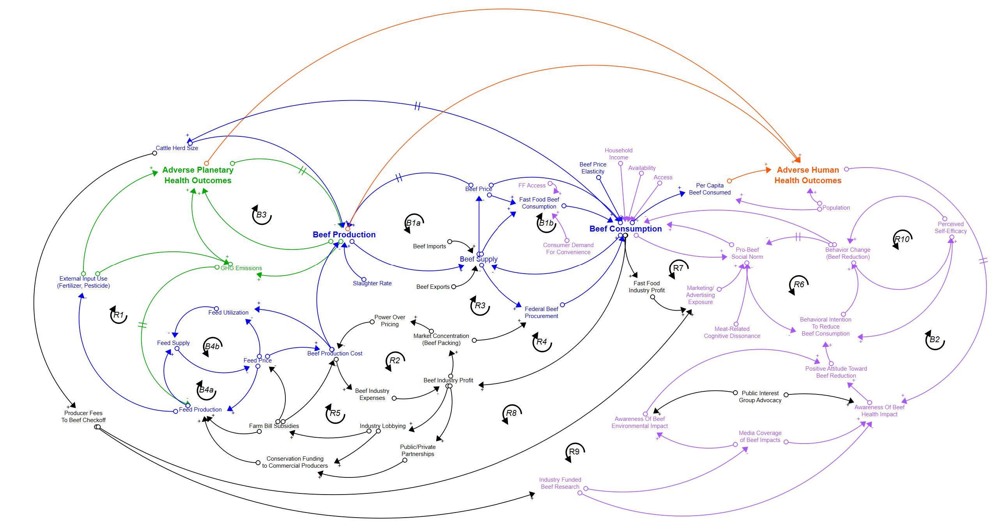 Cattle Herd Size
Adverse Planetary
Health Outcomes
B3
Beef Production
B1a
Beef Price
Beef Imports
Beef Supply
Beef Exports
Slaughter Rate
GHG Emissions
External Input Use
(Fertilizer, Pesticide)
R1
Household
Income
Beef Price
Elasticity
Availability
Access
FF Access
Fast Food Beef
Consumption
B1b
Beef Consumption
Consumer Demand
For Convenience
Per Capita
Beef Consumed
Adverse Human
Health Outcomes
Population
Perceived
Self-Efficacy
R10
Pro-Beef
Social Norm
Behavior Change
(Beef Reduction)
R7
R6
Fast Food
Industry Profit
Marketing/
Advertising
Exposure
Meat-Related
Cognitive Dissonance
Behavioral Intention
To Reduce
Beef Consumption
B2
R3
Federal Beef
Procurement
R4
Power Over
Pricing
Market Concentration
(Beef Packing)
Feed Utilization
Feed Supply
B4b
Feed Price
Beef Production Cost
R2
Beef Industry Profit
Beef Industry
Expenses
B4a
Feed Production
R5
R8
Farm Bill Subsidies
Industry Lobbying
Public/Private
Partnerships
Conservation Funding
to Commercial Producers
Producer Fees
To Beef Checkoff
R9
Industry Funded
Beef Research
Positive Attitude Toward
Beef Reduction
Public Interest
Group Advocacy
Awareness Of Beef
Health Impact
Awareness Of Beef
Environmental Impact
Media Coverage
of Beef Impacts